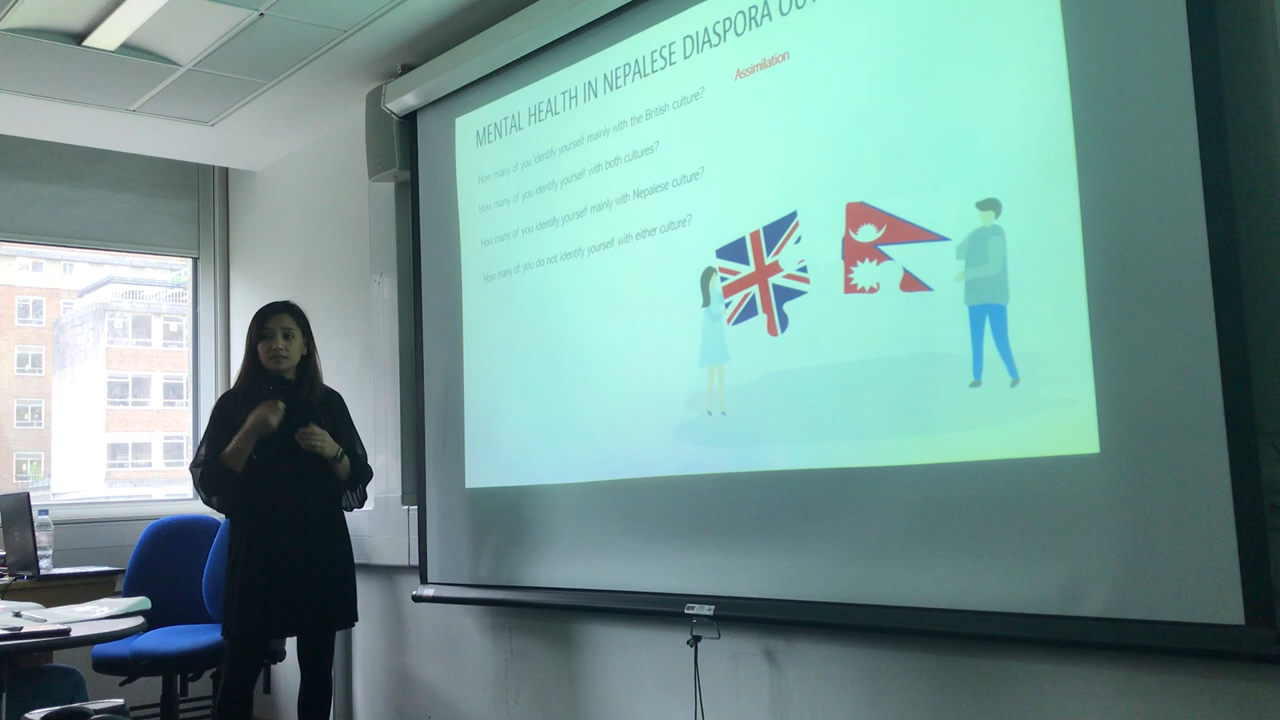 MENTAL HEALTH IN NEPALESE DIASPORA
Assimilation
How many of you identify yourself mainly with the British culture?
How many of you identify yourself with both cultures?
How many of you identify yourself mainly with Nepalese culture?
How many of you do not identify yourself with either culture?